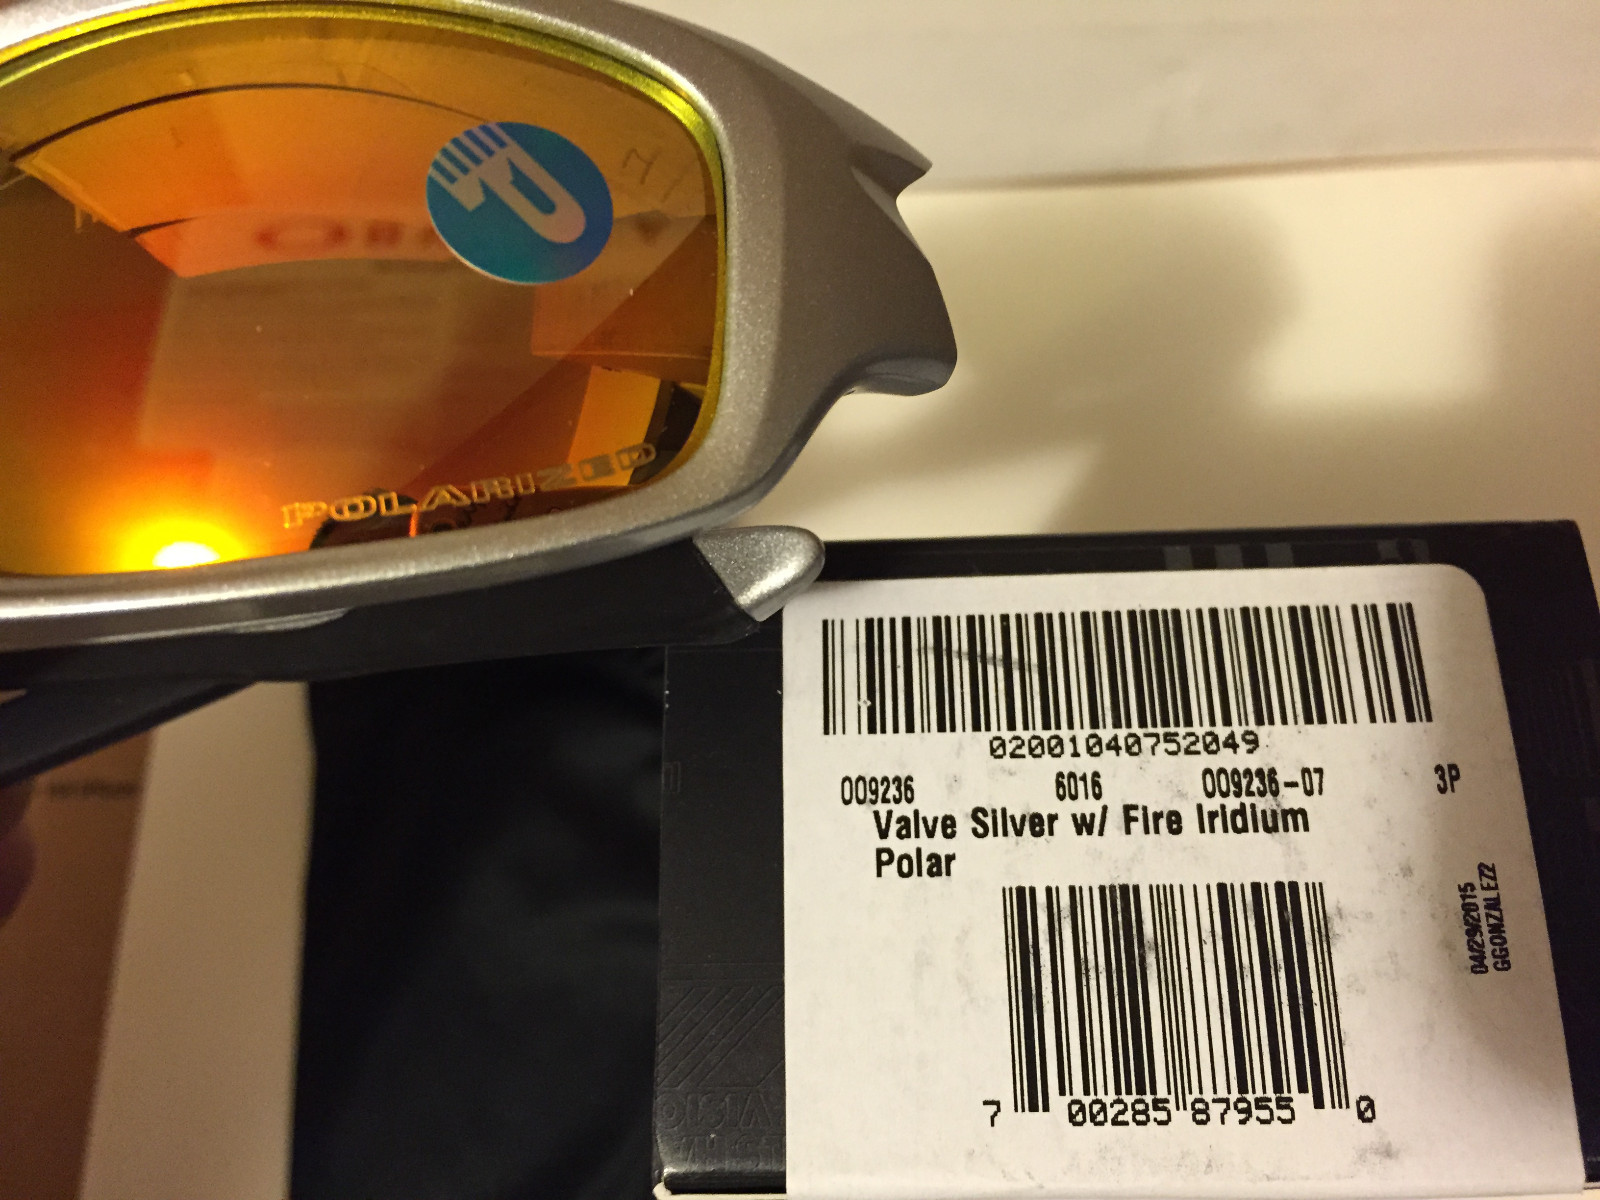 P
POLARIZED
02001040752049
009236 6016 009236-07 3P
Valve Silver w/ Fire Iridium
Polar
04/29/2015
GGONZALEZ2
7 00285 87955 0